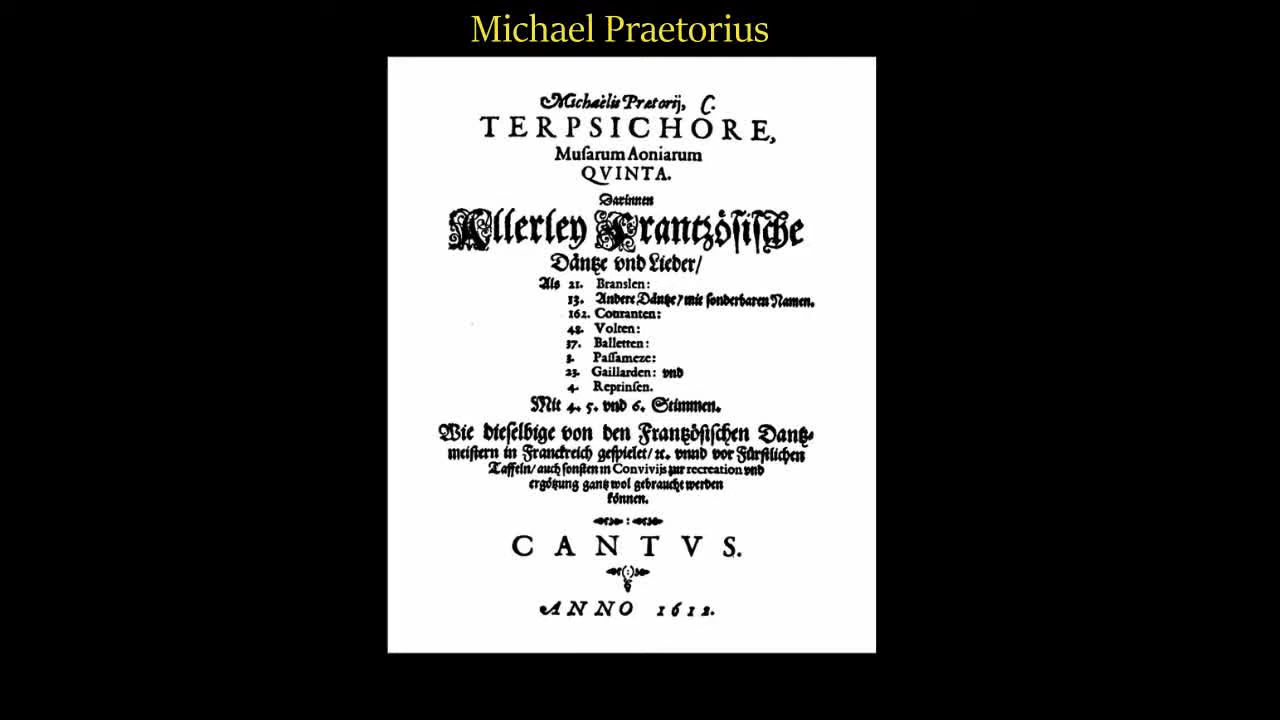 Michael Praetorius
Michaëlis Prætorij, C.
TERPSICHORE,
Muſarum Aoniarum
QVINTA.
Darinnen
Allerley Frantzöſiſche
Däntze vnd Lieder/
Als 21. Branslen:
13. Andere Däntze/ mit ſonderbaren Namen.
162. Couranten:
48. Volten:
37. Balletten:
3. Paſſameze:
23. Gaillarden: vnd
4. Reprinſen.
Mit 4. 5. vnd 6. Stimmen.
Wie dieſelbige von den Frantzöſiſchen Dantz-
meiſtern in Franckreich geſpielet/ ꝛc. vnnd vor Fürſtlichen
Taffeln/ auch ſonſten in Convivijs zur recreation vnd
ergötzung gantz wol gebraucht werden
können.
CANTVS.
ANNO 1612.